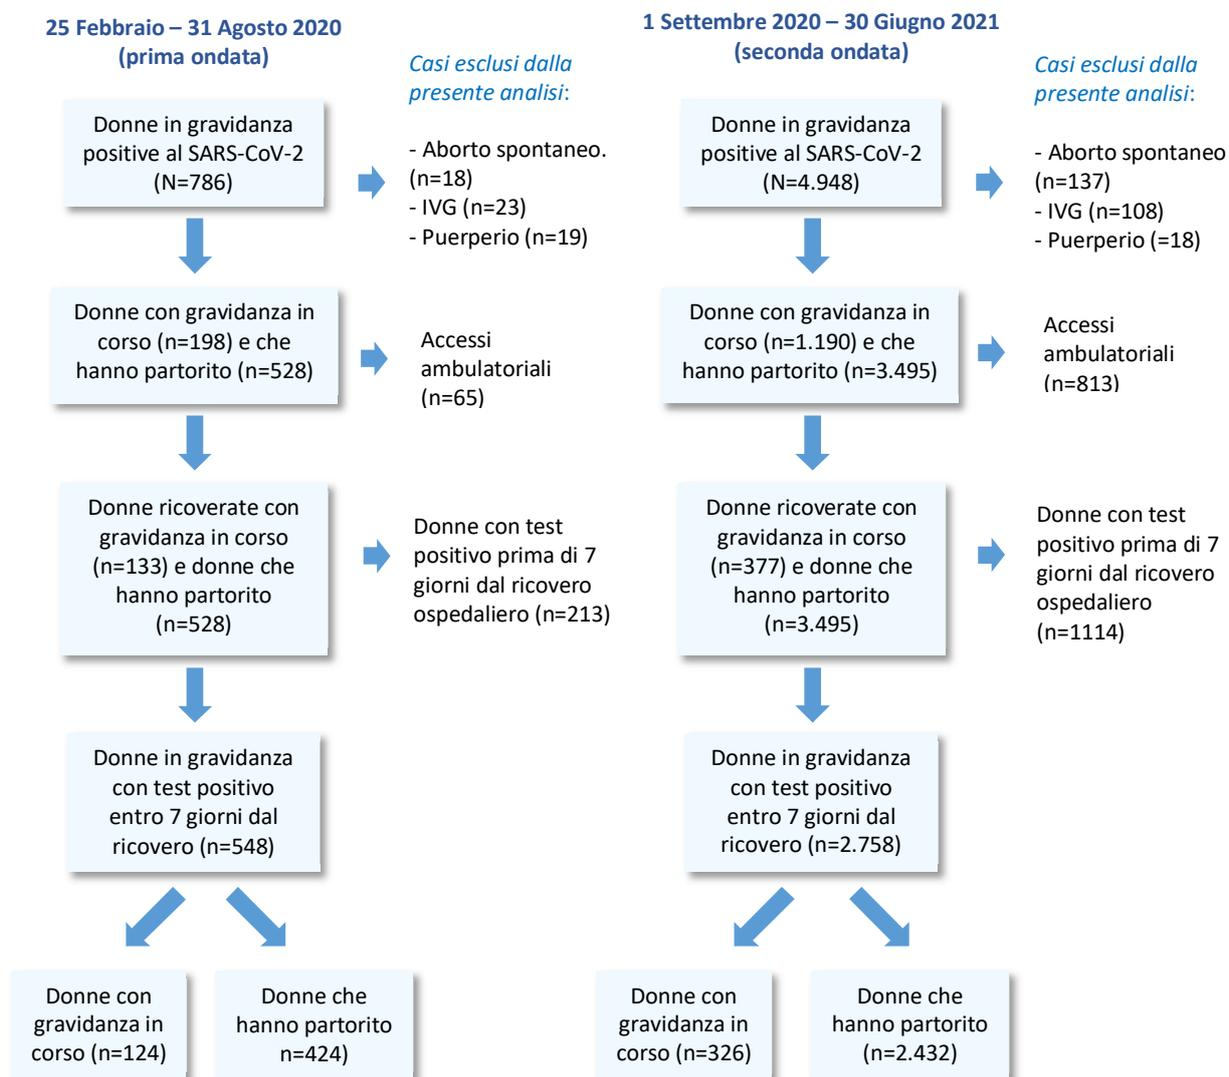 25 Febbraio – 31 Agosto 2020
(prima ondata)
Casi esclusi dalla
presente analisi:
Donne in gravidanza
positive al SARS-CoV-2
(N=786)
- Aborto spontaneo.
(n=18)
- IVG (n=23)
- Puerperio (n=19)
Donne con gravidanza in
corso (n=198) e che
hanno partorito (n=528)
Accessi
ambulatoriali
(n=65)
Donne ricoverate con
gravidanza in corso
(n=133) e donne che
hanno partorito
(n=528)
Donne con test
positivo prima di 7
giorni dal ricovero
ospedaliero (n=213)
Donne in gravidanza
con test positivo
entro 7 giorni dal
ricovero (n=548)
Donne con
gravidanza in
corso (n=124)
Donne che
hanno partorito
n=424)
1 Settembre 2020 – 30 Giugno 2021
(seconda ondata)
Casi esclusi dalla
presente analisi:
Donne in gravidanza
positive al SARS-CoV-2
(N=4.948)
- Aborto spontaneo
(n=137)
- IVG (n=108)
- Puerperio (=18)
Donne con gravidanza in
corso (n=1.190) e che
hanno partorito (n=3.495)
Accessi
ambulatoriali
(n=813)
Donne ricoverate con
gravidanza in corso
(n=377) e donne che
hanno partorito
(n=3.495)
Donne con test
positivo prima di 7
giorni dal ricovero
ospedaliero
(n=1114)
Donne in gravidanza
con test positivo
entro 7 giorni dal
ricovero (n=2.758)
Donne con
gravidanza in
corso (n=326)
Donne che
hanno partorito
(n=2.432)